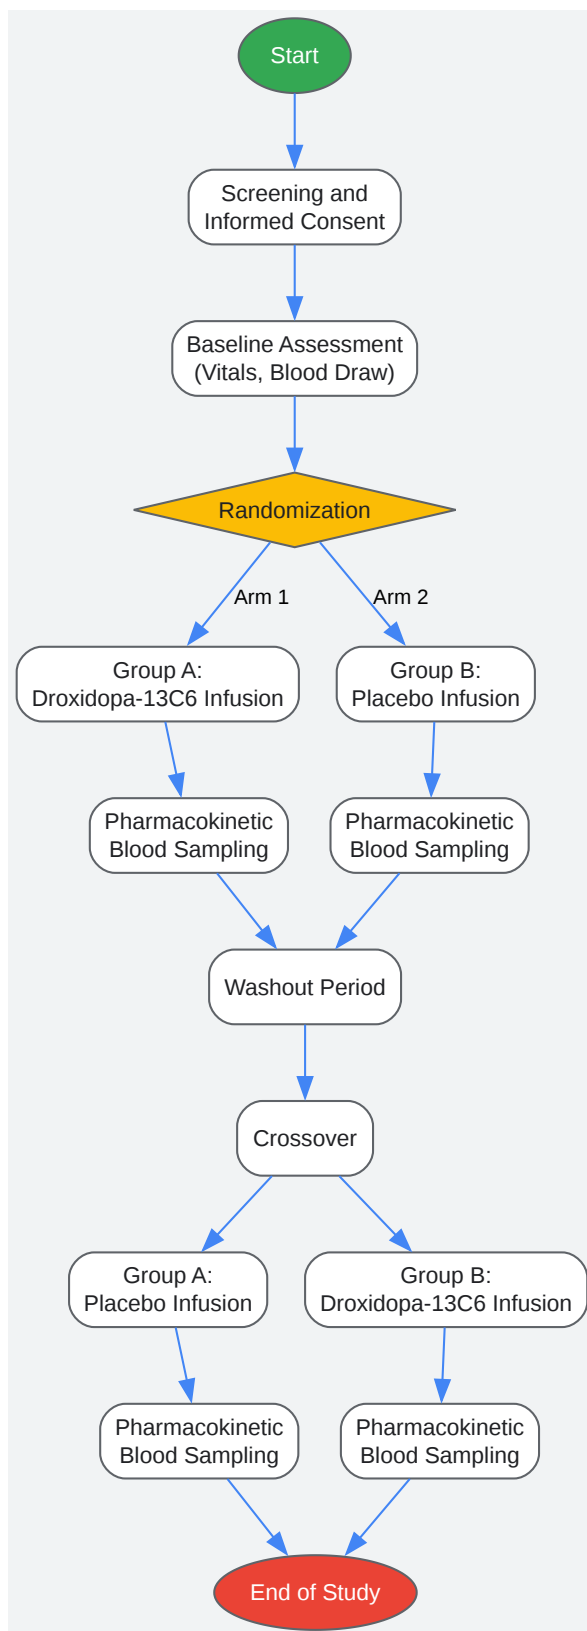 Start
Screening and
Informed Consent
Baseline Assessment
(Vitals, Blood Draw)
Randomization
Arm 1
Arm 2
Group A:
Droxidopa-13C6 Infusion
Group B:
Placebo Infusion
Pharmacokinetic
Blood Sampling
Pharmacokinetic
Blood Sampling
Washout Period
Crossover
Group A:
Placebo Infusion
Group B:
Droxidopa-13C6 Infusion
Pharmacokinetic
Blood Sampling
Pharmacokinetic
Blood Sampling
End of Study